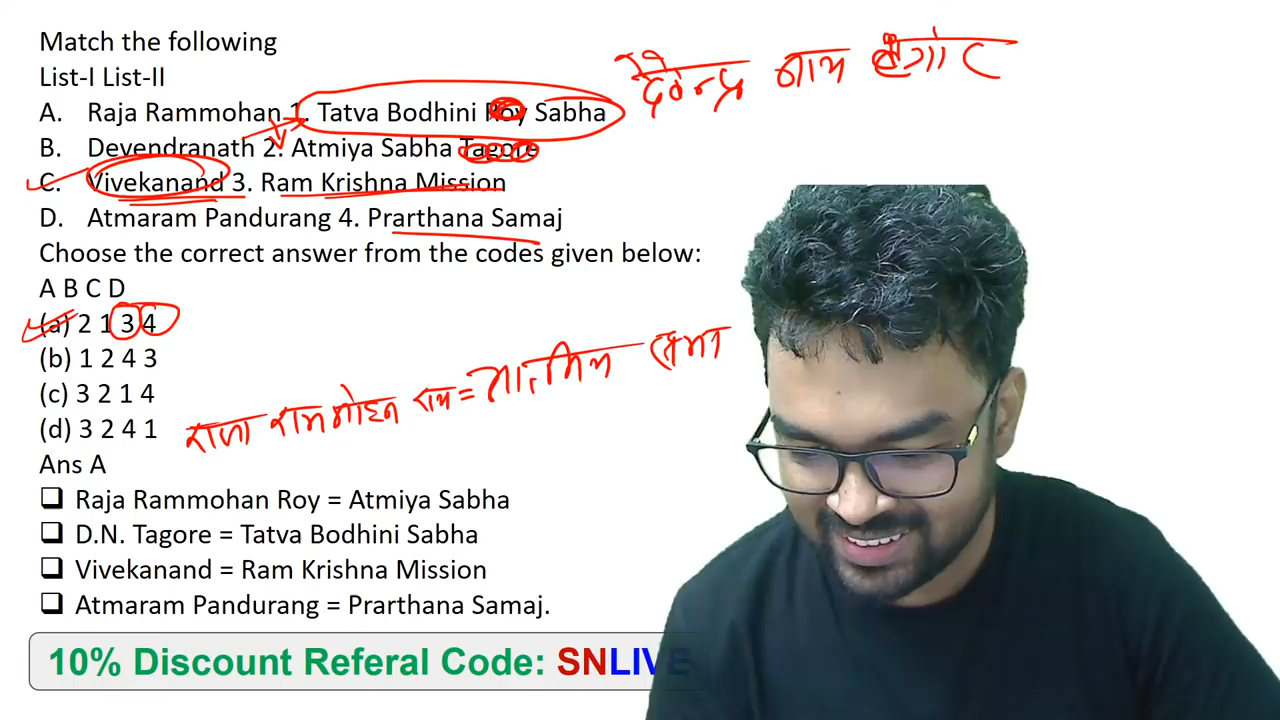 Match the following
List-I List-II
देवेन्द्र नाथ टैगोर
A. Raja Rammohan 1. Tatva Bodhini Roy Sabha
B. Devendranath 2. Atmiya Sabha Tagore
C. Vivekanand 3. Ram Krishna Mission
D. Atmaram Pandurang 4. Prarthana Samaj
Choose the correct answer from the codes given below:
A B C D
(a) 2 1 3 4
(b) 1 2 4 3
(c) 3 2 1 4
(d) 3 2 4 1
राजा राममोहन राय = आत्मिय सभा
Ans A
❑ Raja Rammohan Roy = Atmiya Sabha
❑ D.N. Tagore = Tatva Bodhini Sabha
❑ Vivekanand = Ram Krishna Mission
❑ Atmaram Pandurang = Prarthana Samaj.
10% Discount Referal Code: SNLIVE